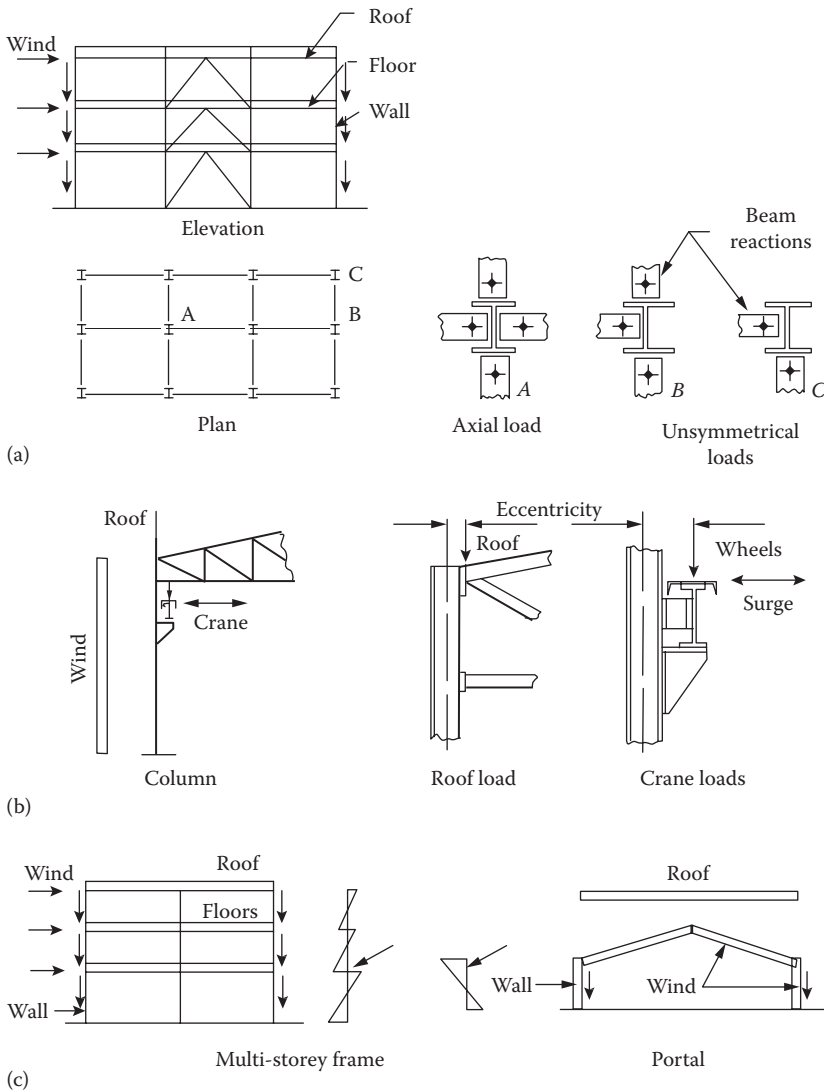 Roof
Wind
Floor
Wall
Elevation
Beam
reactions
C
A
B
A
B
C
Plan
Axial load
Unsymmetrical
loads
(a)
Roof
Eccentricity
Roof
Wheels
Crane
Surge
Wind
Column
Roof load
Crane loads
(b)
Roof
Wind
Roof
Floors
Wall
Wall
Wind
Multi-storey frame
Portal
(c)